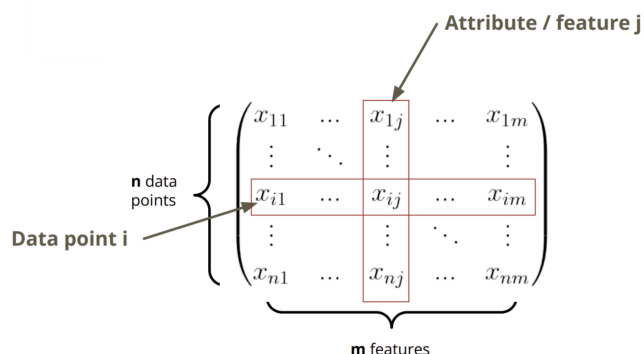 Attribute / feature j
x₁₁ ... x₁ⱼ ... x₁ₘ
⋮ ⋱ ⋮ ⋮
n data
points
xᵢ₁ ... xᵢⱼ ... xᵢₘ
Data point i
⋮ ⋮ ⋱ ⋮
xₙ₁ ... xₙⱼ ... xₙₘ
m features